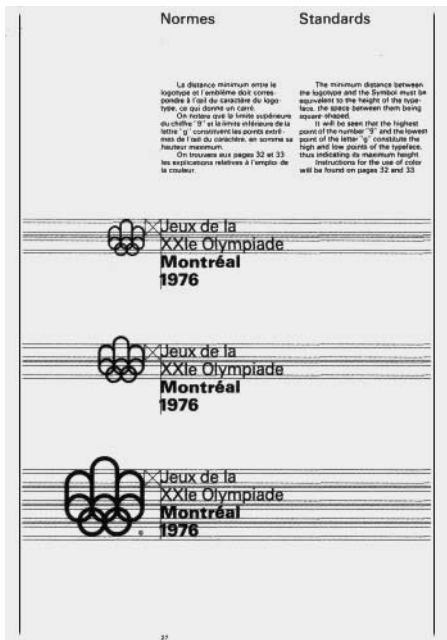 Normes
La distance minimum entre le
logotype et l'emblème doit corres-
pondre à l'œil du caractère du logo-
type, ce qui donne un carré.
On notera que la limite supérieure
du chiffre "9" et la limite inférieure de la
lettre "g" constituent les points extrê-
mes de l'œil du caractère, en somme sa
hauteur maximum.
On trouvera aux pages 32 et 33
les explications relatives à l'emploi de
la couleur.
Standards
The minimum distance between
the logotype and the Symbol must be
equivalent to the height of the type-
face, the space between them being
square-shaped.
It will be seen that the highest
point of the number "9" and the lowest
point of the letter "g" constitute the
high and low points of the typeface,
thus indicating its maximum height.
Instructions for the use of color
will be found on pages 32 and 33.
Jeux de la
XXIe Olympiade
Montréal
1976
Jeux de la
XXIe Olympiade
Montréal
1976
Jeux de la
XXIe Olympiade
Montréal
1976
©
27